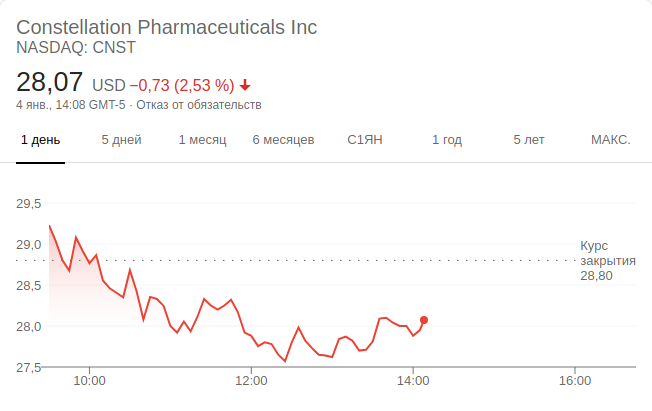 Constellation Pharmaceuticals Inc
NASDAQ: CNST
28,07 USD −0,73 (2,53 %)
4 янв., 14:08 GMT-5 · Отказ от обязательств
1 день 5 дней 1 месяц 6 месяцев С1ЯН 1 год 5 лет МАКС.
29,5
29,0
28,5
28,0
27,5
Курс
закрытия
28,80
10:00 12:00 14:00 16:00